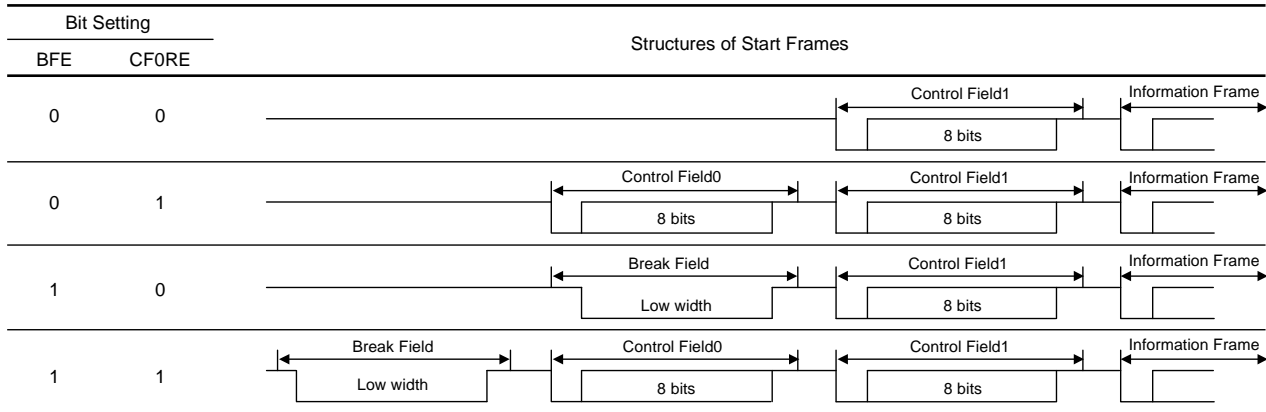 Bit Setting
Structures of Start Frames
BFE CF0RE
Control Field1 Information Frame
0 0
8 bits
Control Field0 Control Field1 Information Frame
0 1
8 bits 8 bits
Break Field Control Field1 Information Frame
1 0
Low width 8 bits
Break Field Control Field0 Control Field1 Information Frame
1 1
Low width 8 bits 8 bits